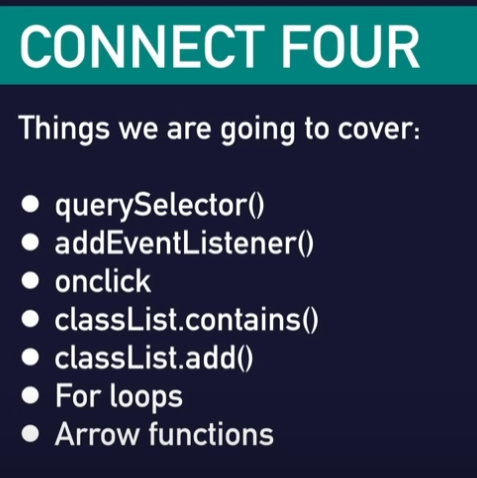 CONNECT FOUR
Things we are going to cover:
● querySelector()
● addEventListener()
● onclick
● classList.contains()
● classList.add()
● For loops
● Arrow functions